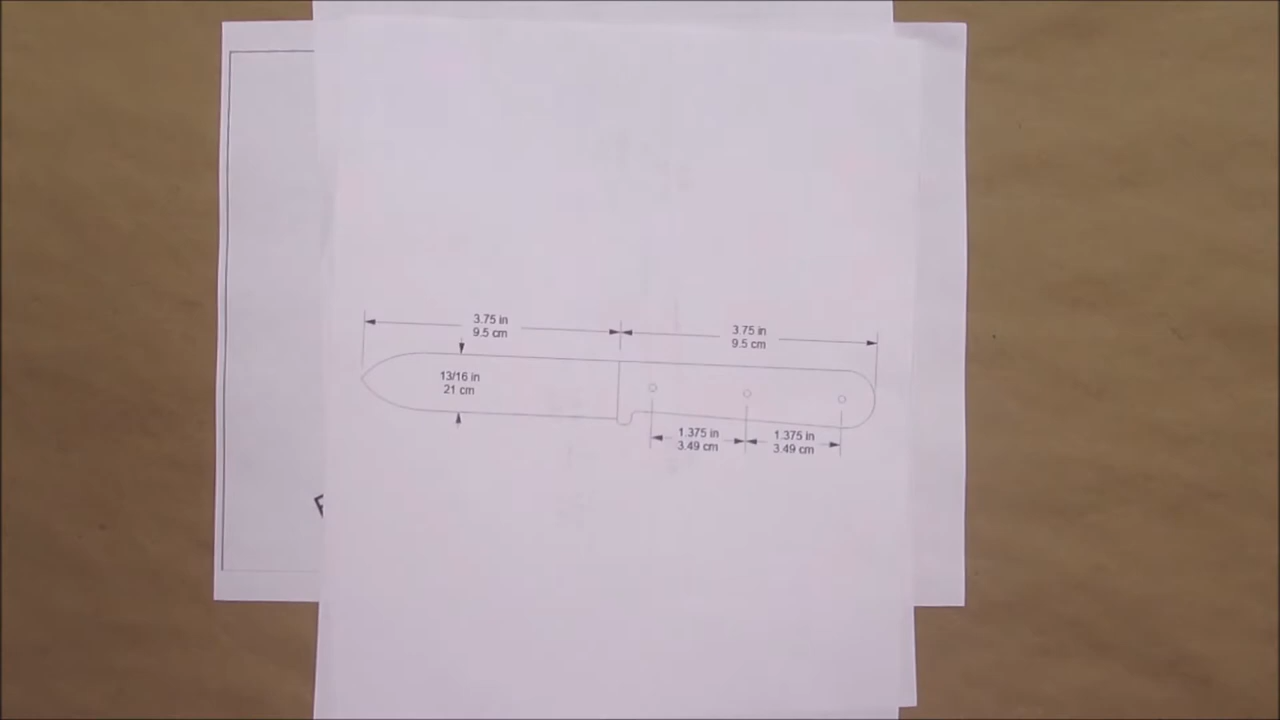 3.75 in
9.5 cm
3.75 in
9.5 cm
13/16 in
21 cm
1.375 in
3.49 cm
1.375 in
3.49 cm